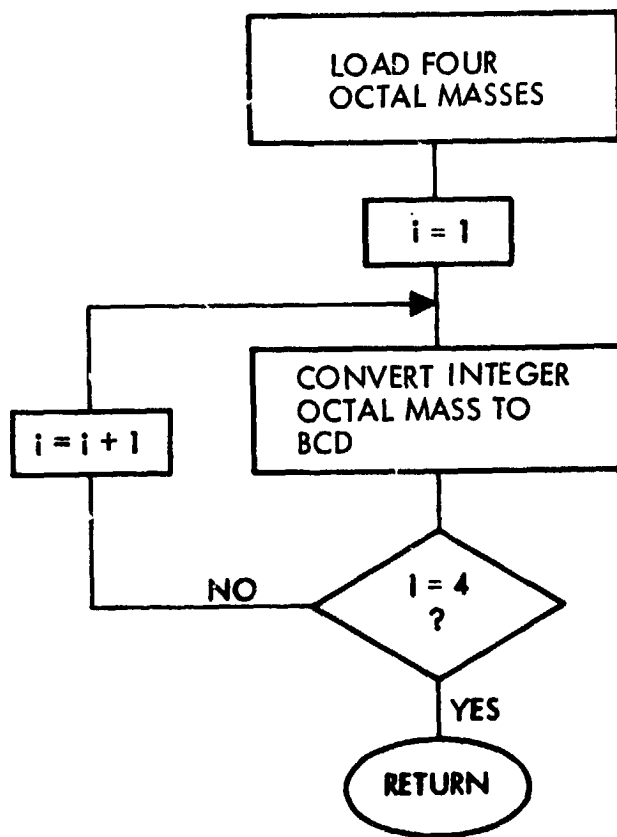 LOAD FOUR
OCTAL MASSES
i = 1
CONVERT INTEGER
OCTAL MASS TO
BCD
i = i + 1
I = 4
?
NO
YES
RETURN